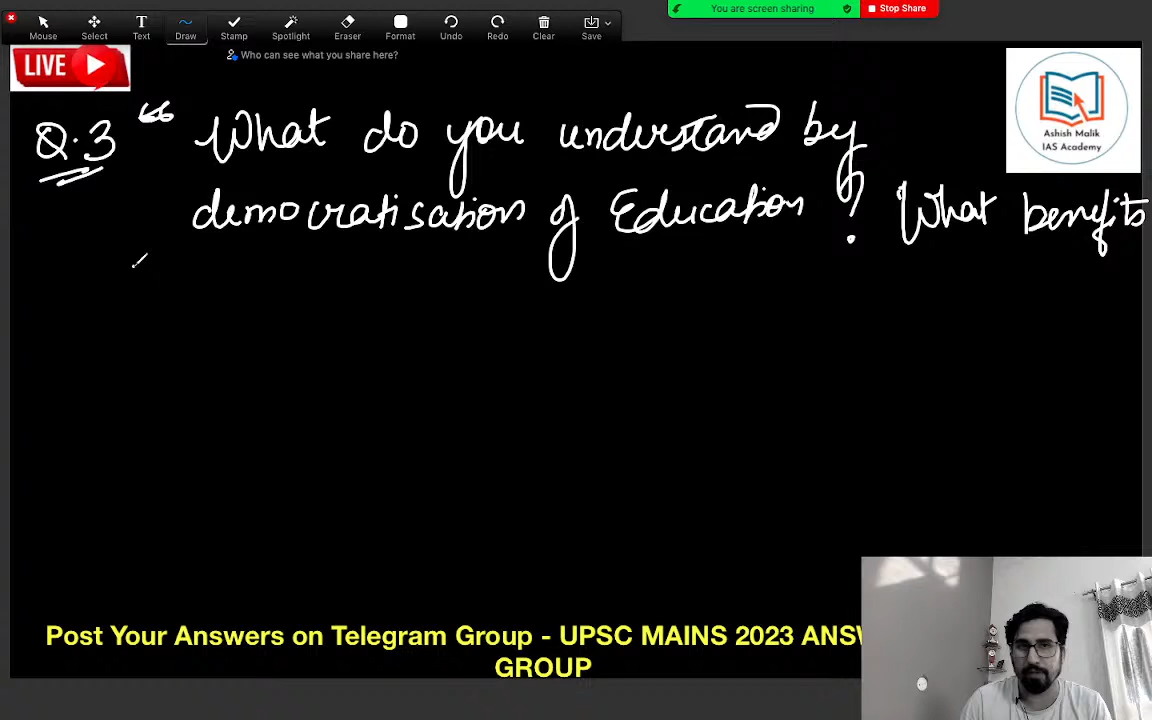 You are screen sharing
Stop Share
Mouse
Select
Text
Draw
Stamp
Spotlight
Eraser
Format
Undo
Redo
Clear
Save
Who can see what you share here?
LIVE
Ashish Malik
IAS Academy
Q.3 “ What do you understand by
democratisation of Education? What benefits
Post Your Answers on Telegram Group - UPSC MAINS 2023
GROUP